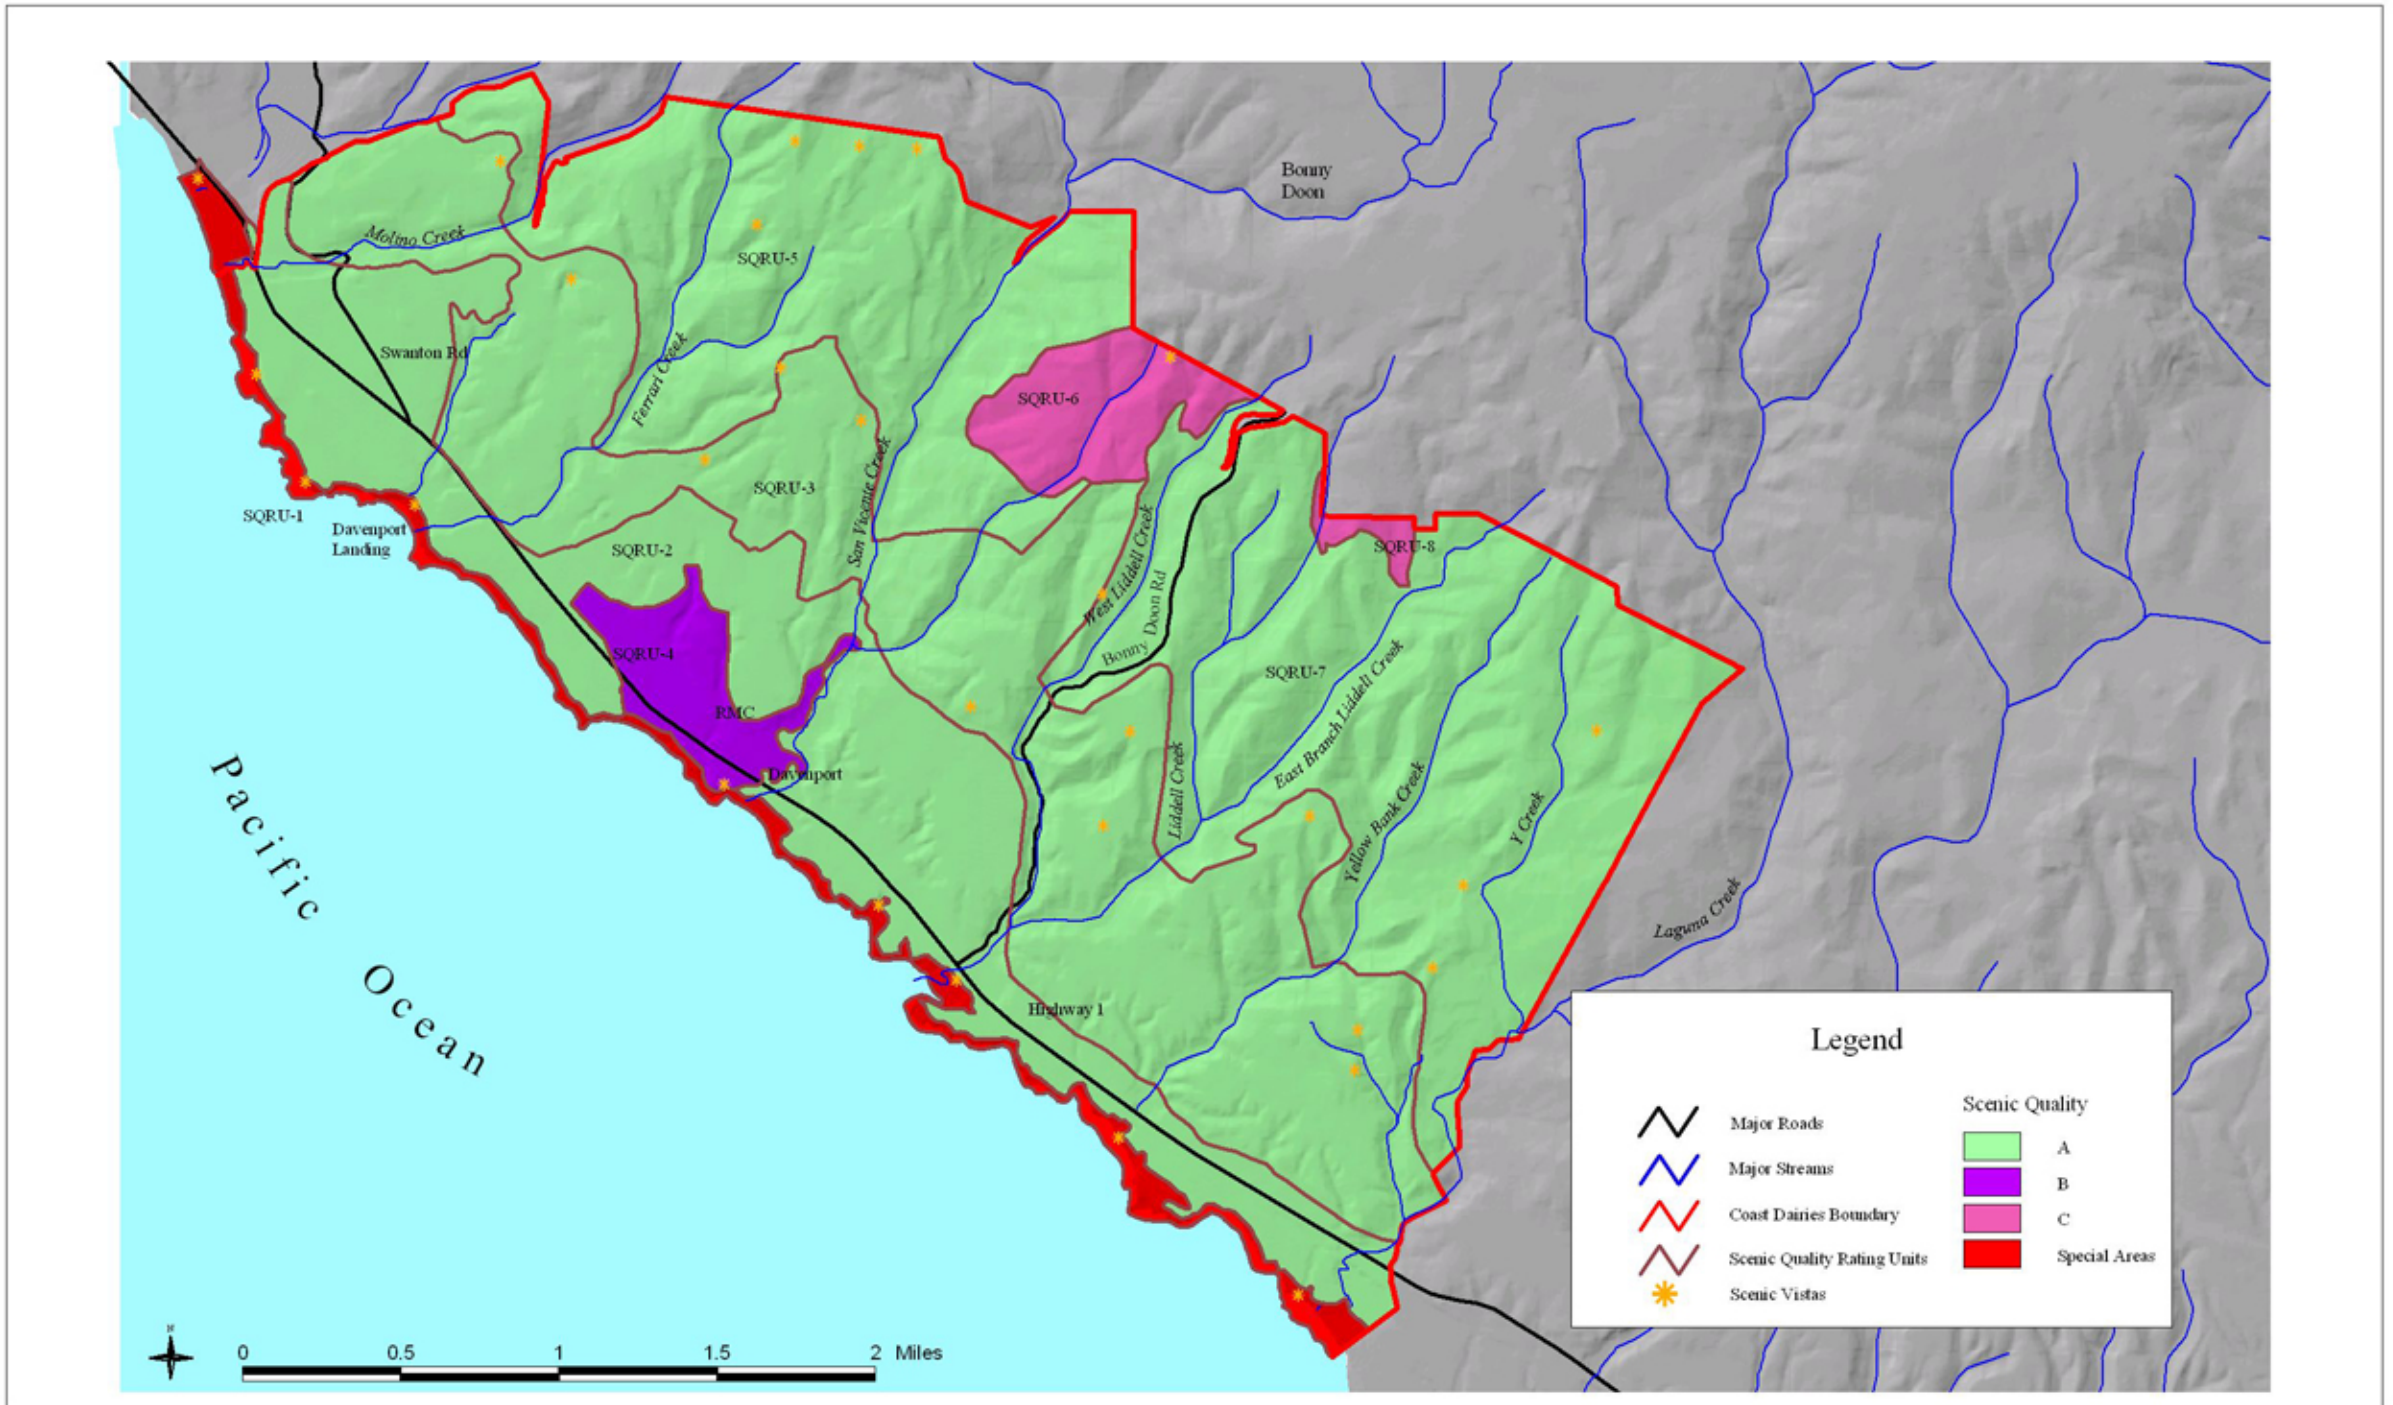 Bonny
Doon
Molino Creek
SQRU-5
Swanton Rd
Ferrari Creek
SQRU-6
San Vicente Creek
SQRU-3
SQRU-1
Davenport
Landing
SQRU-2
West Liddell Creek
SQRU-8
Bonny Doon Rd
SQRU-4
SQRU-7
RMC
East Branch Liddell Creek
Davenport
Liddell Creek
Yellow Bank Creek
Y Creek
Laguna Creek
Pacific Ocean
Highway 1
N
0 0.5 1 1.5 2 Miles
Legend
Major Roads
Major Streams
Coast Dairies Boundary
Scenic Quality Rating Units
Scenic Vistas
Scenic Quality
A
B
C
Special Areas